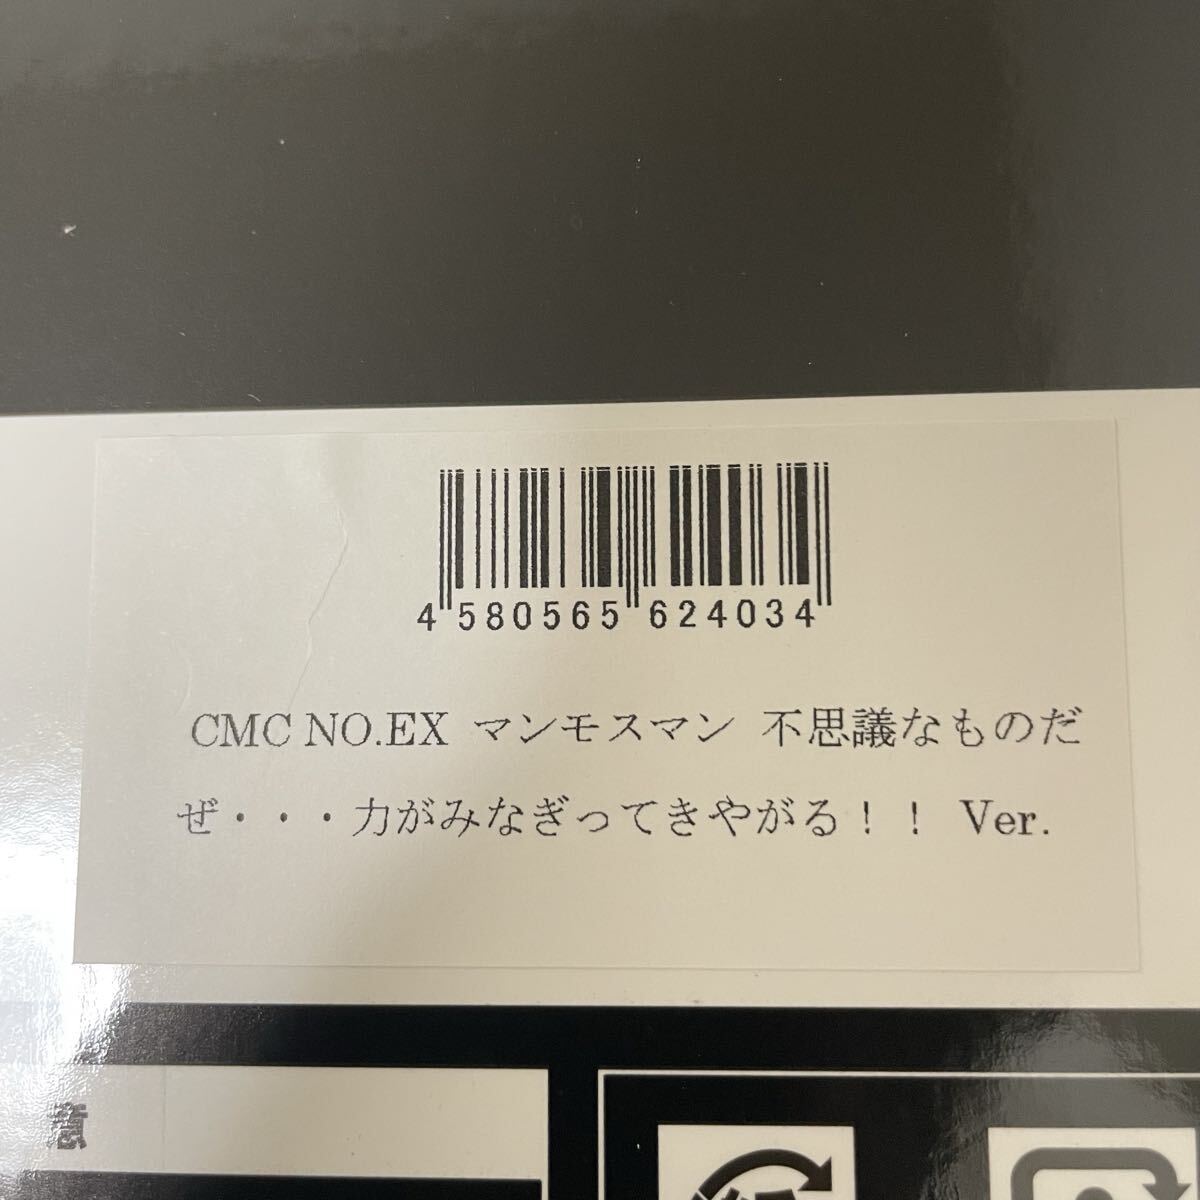 4 580565 624034
CMC NO.EX マンモスマン 不思議なものだ
ぜ・・・力がみなぎってきやがる！！ Ver.
意